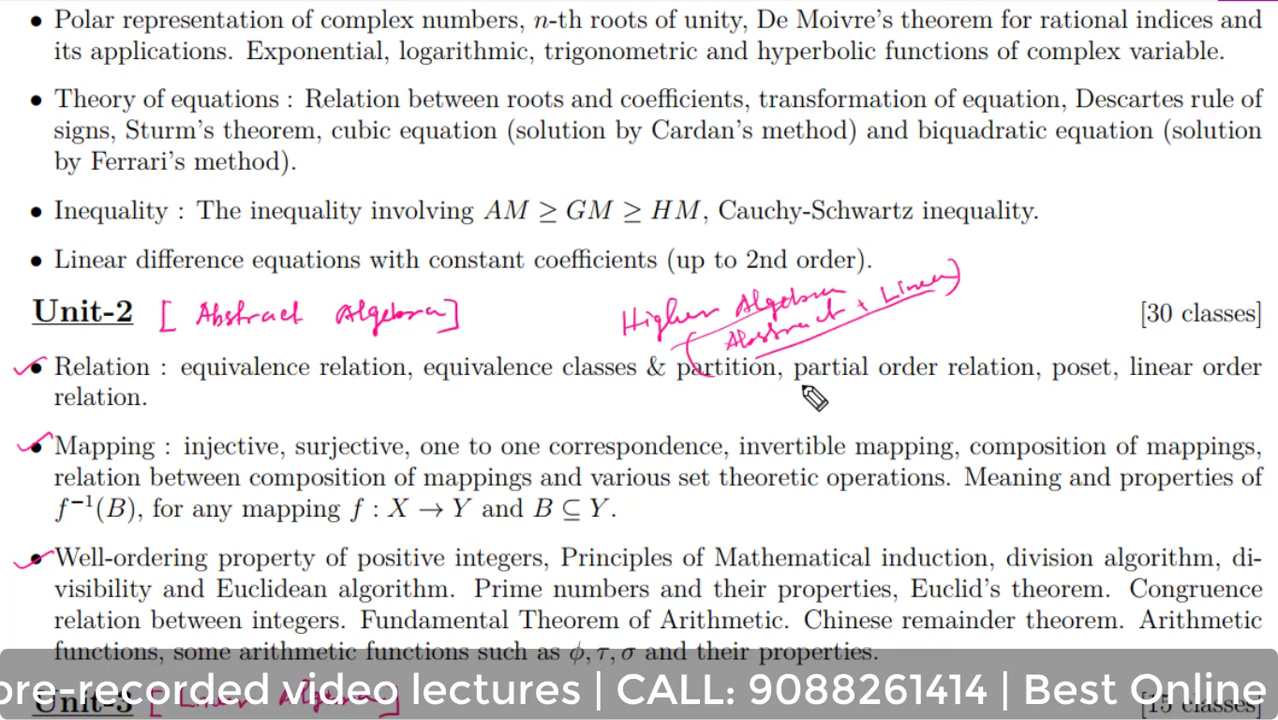 • Polar representation of complex numbers, n-th roots of unity, De Moivre's theorem for rational indices and
its applications. Exponential, logarithmic, trigonometric and hyperbolic functions of complex variable.
• Theory of equations : Relation between roots and coefficients, transformation of equation, Descartes rule of
signs, Sturm's theorem, cubic equation (solution by Cardan's method) and biquadratic equation (solution
by Ferrari's method).
• Inequality : The inequality involving AM ≥ GM ≥ HM, Cauchy-Schwartz inequality.
• Linear difference equations with constant coefficients (up to 2nd order).
Higher Algebra
(Abstract + Linear)
Unit-2 [ Abstract Algebra] [30 classes]
• Relation : equivalence relation, equivalence classes & partition, partial order relation, poset, linear order
relation.
• Mapping : injective, surjective, one to one correspondence, invertible mapping, composition of mappings,
relation between composition of mappings and various set theoretic operations. Meaning and properties of
f⁻¹(B), for any mapping f : X → Y and B ⊆ Y.
• Well-ordering property of positive integers, Principles of Mathematical induction, division algorithm, di-
visibility and Euclidean algorithm. Prime numbers and their properties, Euclid's theorem. Congruence
relation between integers. Fundamental Theorem of Arithmetic. Chinese remainder theorem. Arithmetic
functions, some arithmetic functions such as ϕ, τ, σ and their properties.
Unit-3 [ Linear Algebra] [15 classes]
pre-recorded video lectures | CALL: 9088261414 | Best Online